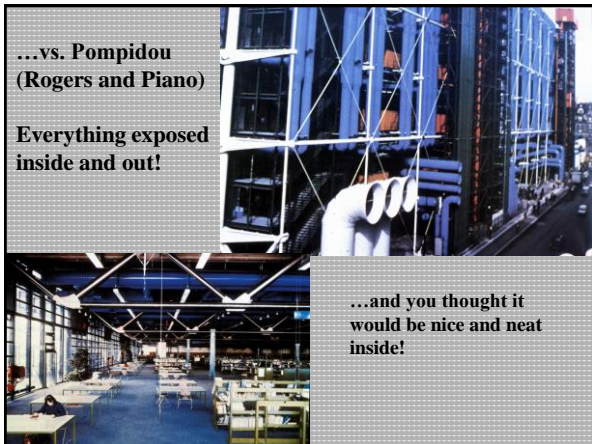 …vs. Pompidou
(Rogers and Piano)
Everything exposed
inside and out!
…and you thought it
would be nice and neat
inside!